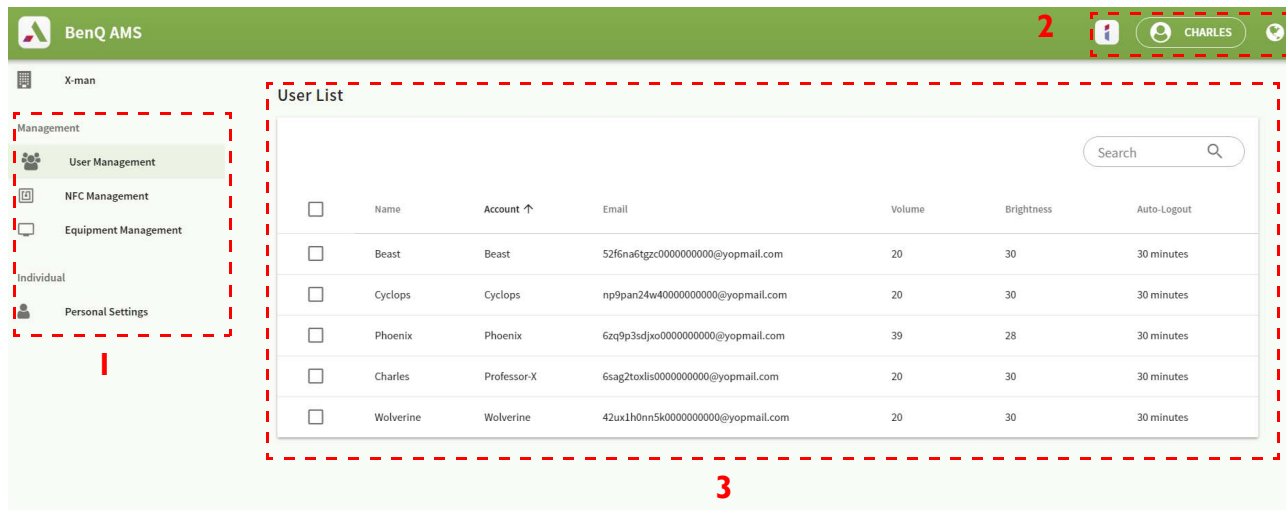 BenQ AMS
2
CHARLES
X-man
Management
User Management
NFC Management
Equipment Management
Individual
Personal Settings
1
User List
Search
Name Account ↑ Email Volume Brightness Auto-Logout
Beast Beast 52f6na6tgzc0000000000@yopmail.com 20 30 30 minutes
Cyclops Cyclops np9pan24w40000000000@yopmail.com 20 30 30 minutes
Phoenix Phoenix 6zq9p3sdjxo0000000000@yopmail.com 39 28 30 minutes
Charles Professor-X 6sag2toxlis0000000000@yopmail.com 20 30 30 minutes
Wolverine Wolverine 42ux1h0nn5k0000000000@yopmail.com 20 30 30 minutes
3